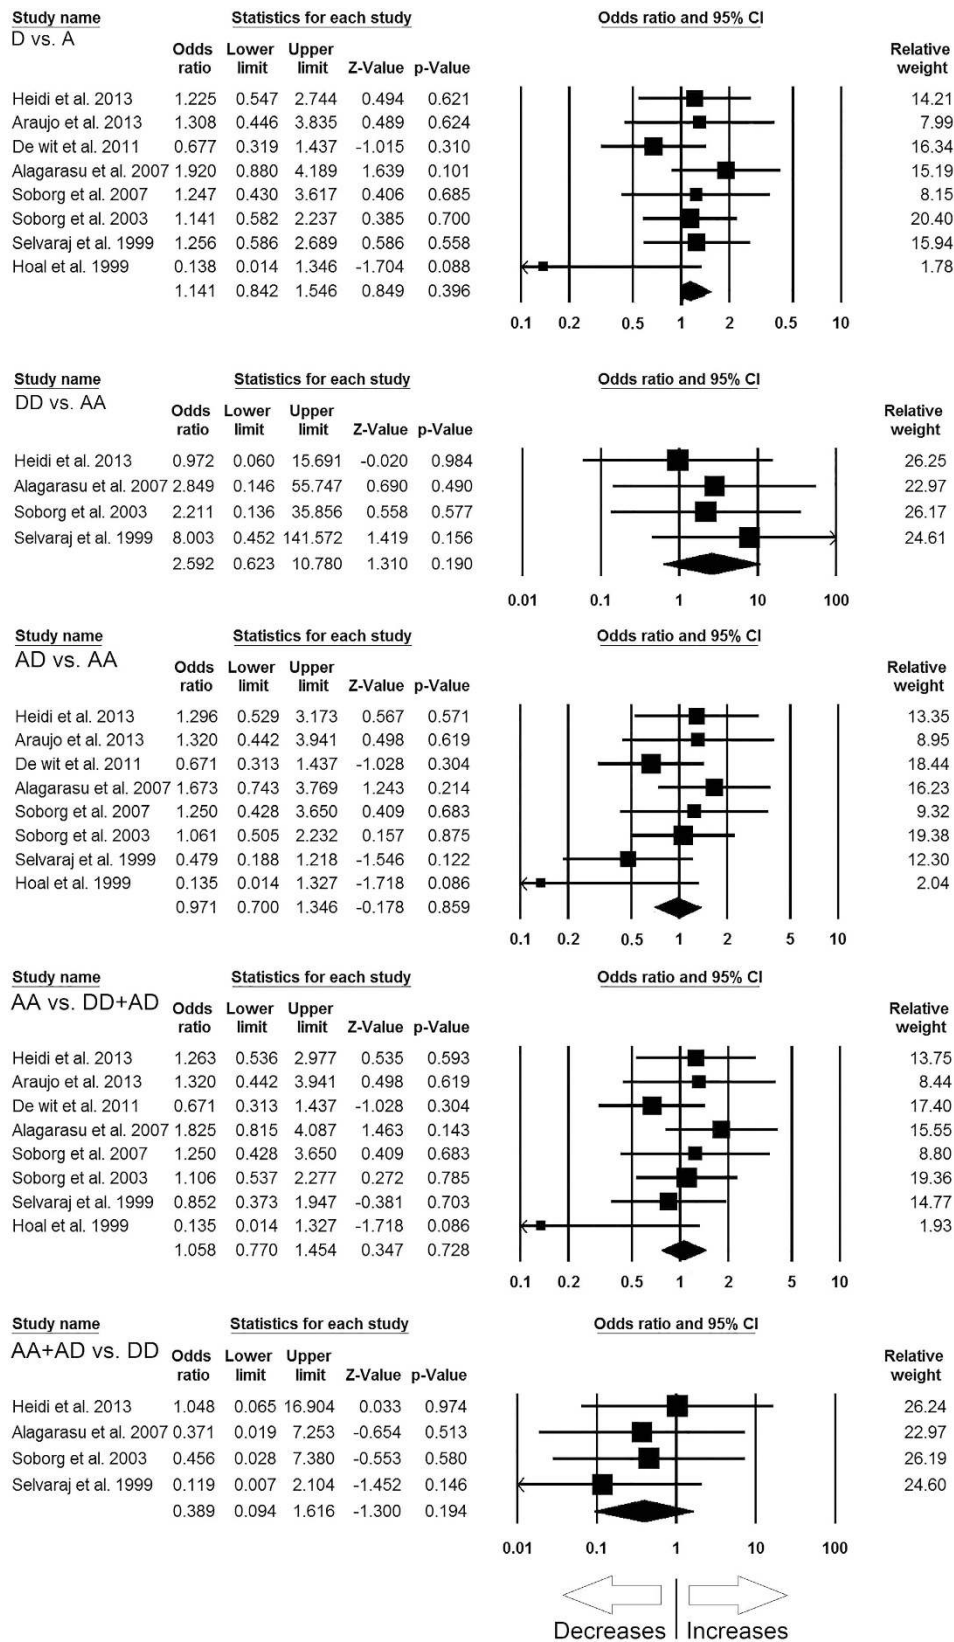 Study name Statistics for each study Odds ratio and 95% CI
D vs. A
Odds Lower Upper Relative
ratio limit limit Z-Value p-Value weight
Heidi et al. 2013 1.225 0.547 2.744 0.494 0.621 14.21
Araujo et al. 2013 1.308 0.446 3.835 0.489 0.624 7.99
De wit et al. 2011 0.677 0.319 1.437 -1.015 0.310 16.34
Alagarasu et al. 2007 1.920 0.880 4.189 1.639 0.101 15.19
Soborg et al. 2007 1.247 0.430 3.617 0.406 0.685 8.15
Soborg et al. 2003 1.141 0.582 2.237 0.385 0.700 20.40
Selvaraj et al. 1999 1.256 0.586 2.689 0.586 0.558 15.94
Hoal et al. 1999 0.138 0.014 1.346 -1.704 0.088 1.78
1.141 0.842 1.546 0.849 0.396
0.1 0.2 0.5 1 2 0.5 10
Study name Statistics for each study Odds ratio and 95% CI
DD vs. AA
Odds Lower Upper Relative
ratio limit limit Z-Value p-Value weight
Heidi et al. 2013 0.972 0.060 15.691 -0.020 0.984 26.25
Alagarasu et al. 2007 2.849 0.146 55.747 0.690 0.490 22.97
Soborg et al. 2003 2.211 0.136 35.856 0.558 0.577 26.17
Selvaraj et al. 1999 8.003 0.452 141.572 1.419 0.156 24.61
2.592 0.623 10.780 1.310 0.190
0.01 0.1 1 10 100
Study name Statistics for each study Odds ratio and 95% CI
AD vs. AA
Odds Lower Upper Relative
ratio limit limit Z-Value p-Value weight
Heidi et al. 2013 1.296 0.529 3.173 0.567 0.571 13.35
Araujo et al. 2013 1.320 0.442 3.941 0.498 0.619 8.95
De wit et al. 2011 0.671 0.313 1.437 -1.028 0.304 18.44
Alagarasu et al. 2007 1.673 0.743 3.769 1.243 0.214 16.23
Soborg et al. 2007 1.250 0.428 3.650 0.409 0.683 9.32
Soborg et al. 2003 1.061 0.505 2.232 0.157 0.875 19.38
Selvaraj et al. 1999 0.479 0.188 1.218 -1.546 0.122 12.30
Hoal et al. 1999 0.135 0.014 1.327 -1.718 0.086 2.04
0.971 0.700 1.346 -0.178 0.859
0.1 0.2 0.5 1 2 5 10
Study name Statistics for each study Odds ratio and 95% CI
AA vs. DD+AD
Odds Lower Upper Relative
ratio limit limit Z-Value p-Value weight
Heidi et al. 2013 1.263 0.536 2.977 0.535 0.593 13.75
Araujo et al. 2013 1.320 0.442 3.941 0.498 0.619 8.44
De wit et al. 2011 0.671 0.313 1.437 -1.028 0.304 17.40
Alagarasu et al. 2007 1.825 0.815 4.087 1.463 0.143 15.55
Soborg et al. 2007 1.250 0.428 3.650 0.409 0.683 8.80
Soborg et al. 2003 1.106 0.537 2.277 0.272 0.785 19.36
Selvaraj et al. 1999 0.852 0.373 1.947 -0.381 0.703 14.77
Hoal et al. 1999 0.135 0.014 1.327 -1.718 0.086 1.93
1.058 0.770 1.454 0.347 0.728
0.1 0.2 0.5 1 2 5 10
Study name Statistics for each study Odds ratio and 95% CI
AA+AD vs. DD
Odds Lower Upper Relative
ratio limit limit Z-Value p-Value weight
Heidi et al. 2013 1.048 0.065 16.904 0.033 0.974 26.24
Alagarasu et al. 2007 0.371 0.019 7.253 -0.654 0.513 22.97
Soborg et al. 2003 0.456 0.028 7.380 -0.553 0.580 26.19
Selvaraj et al. 1999 0.119 0.007 2.104 -1.452 0.146 24.60
0.389 0.094 1.616 -1.300 0.194
0.01 0.1 1 10 100
Decreases Increases